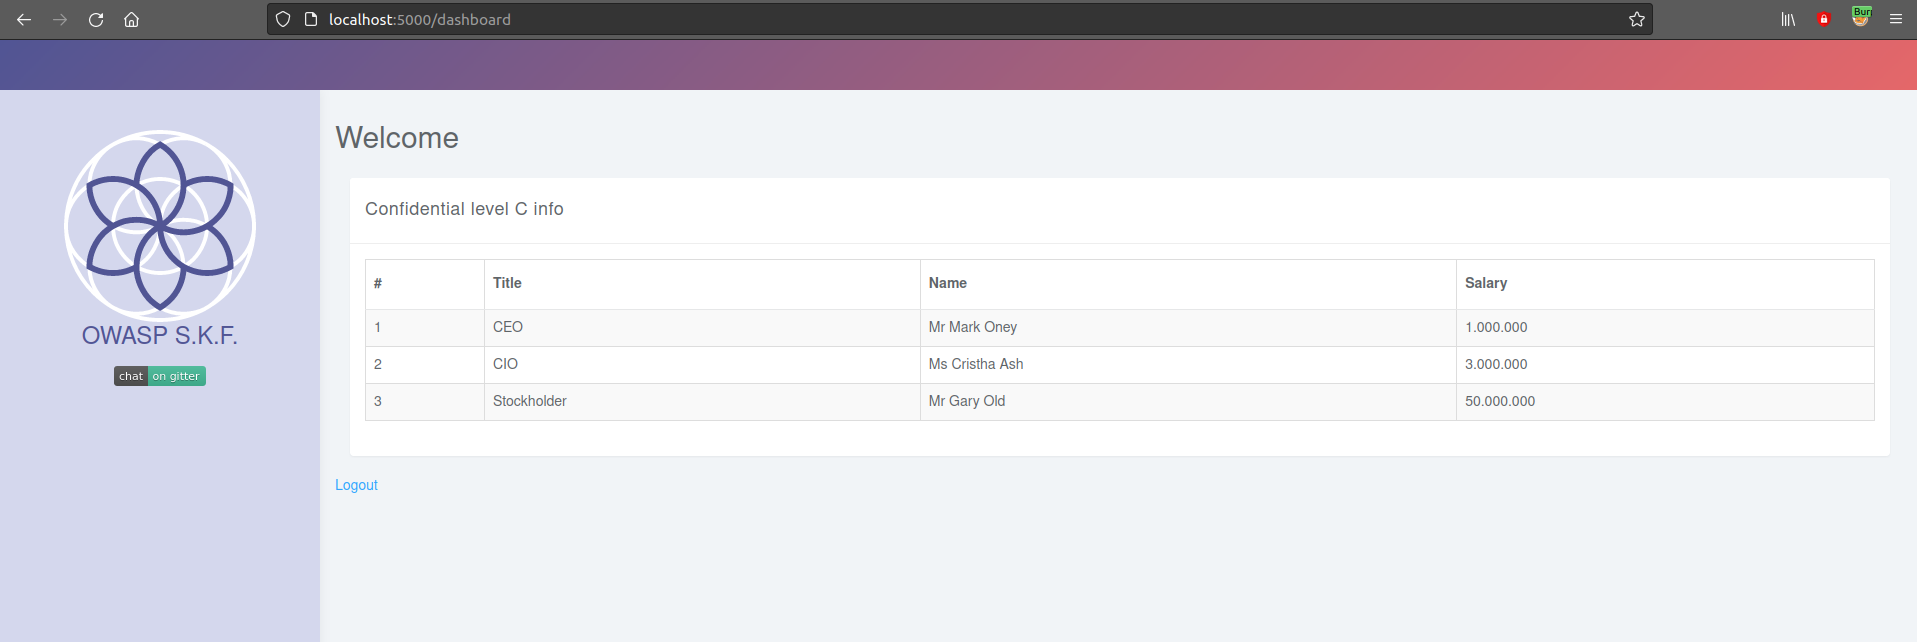 localhost:5000/dashboard
Bur
Welcome
Confidential level C info
# Title Name Salary
1 CEO Mr Mark Oney 1.000.000
2 CIO Ms Cristha Ash 3.000.000
3 Stockholder Mr Gary Old 50.000.000
OWASP S.K.F.
chat on gitter
Logout